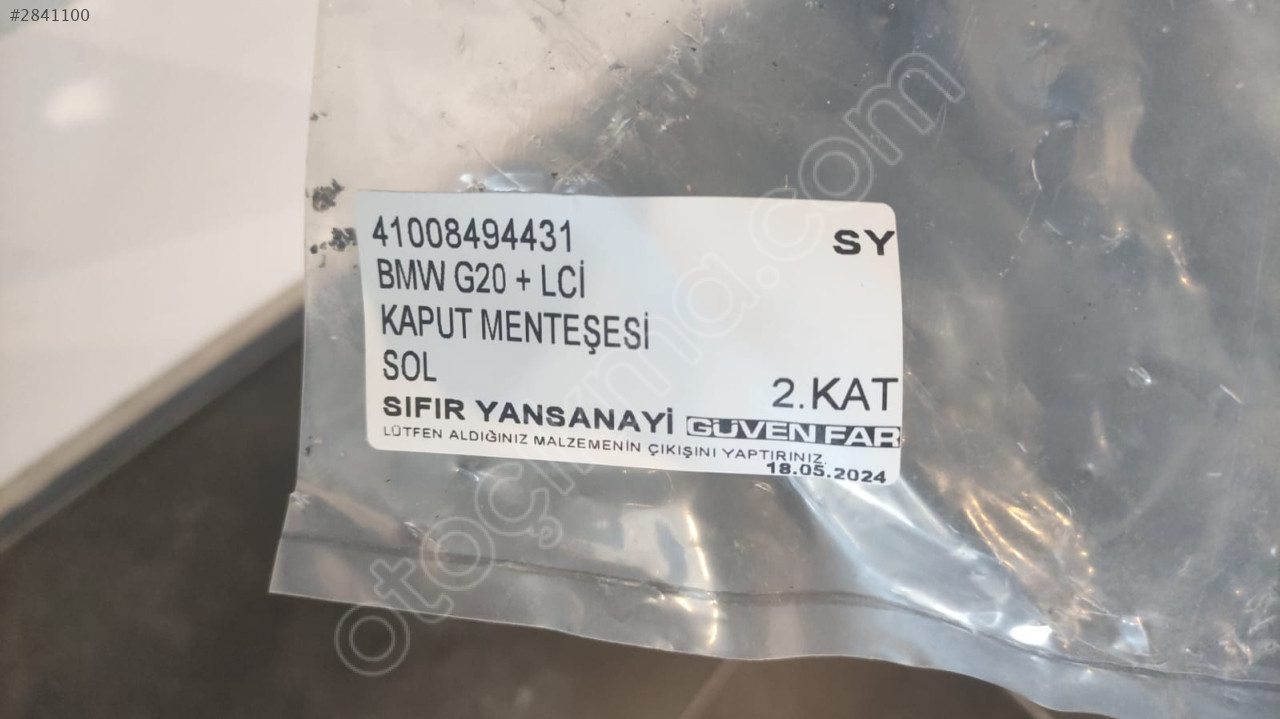 #2841100
41008494431
SY
BMW G20 + LCİ
KAPUT MENTEŞESİ
SOL
2.KAT
SIFIR YANSANAYİ GÜVEN FAR
LÜTFEN ALDIĞINIZ MALZEMENİN ÇIKIŞINI YAPTIRINIZ.
18.05.2024
otoçıkma.com